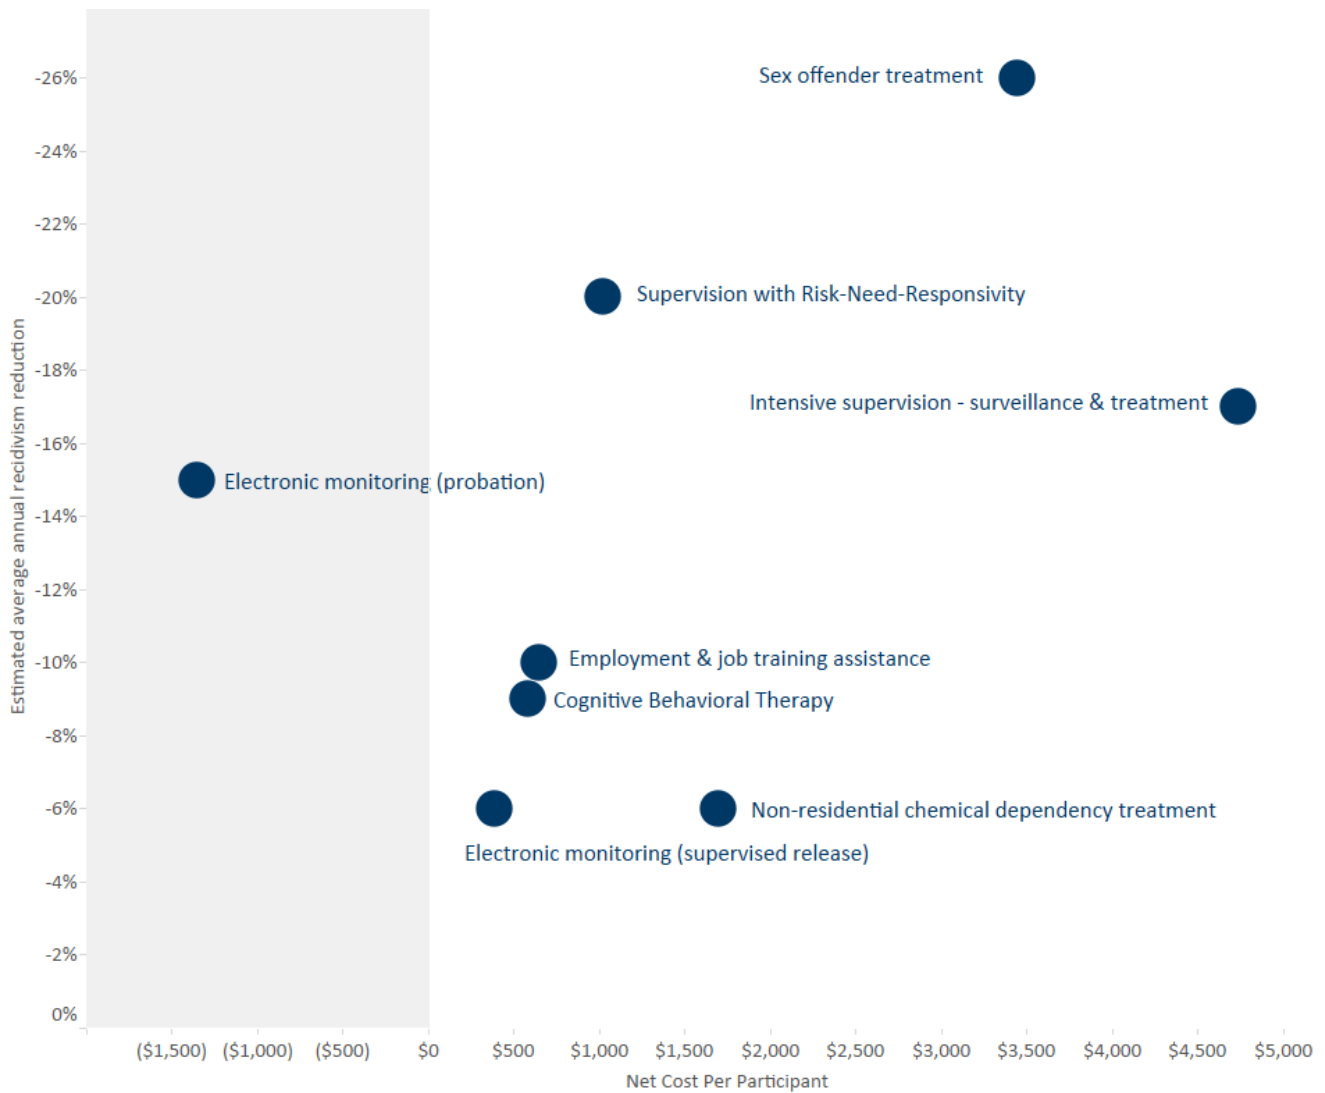 Estimated average annual recidivism reduction
-26%
-24%
-22%
-20%
-18%
-16%
-14%
-12%
-10%
-8%
-6%
-4%
-2%
0%
Sex offender treatment
Supervision with Risk-Need-Responsivity
Intensive supervision - surveillance & treatment
Electronic monitoring (probation)
Employment & job training assistance
Cognitive Behavioral Therapy
Non-residential chemical dependency treatment
Electronic monitoring (supervised release)
($1,500) ($1,000) ($500) $0 $500 $1,000 $1,500 $2,000 $2,500 $3,000 $3,500 $4,000 $4,500 $5,000
Net Cost Per Participant